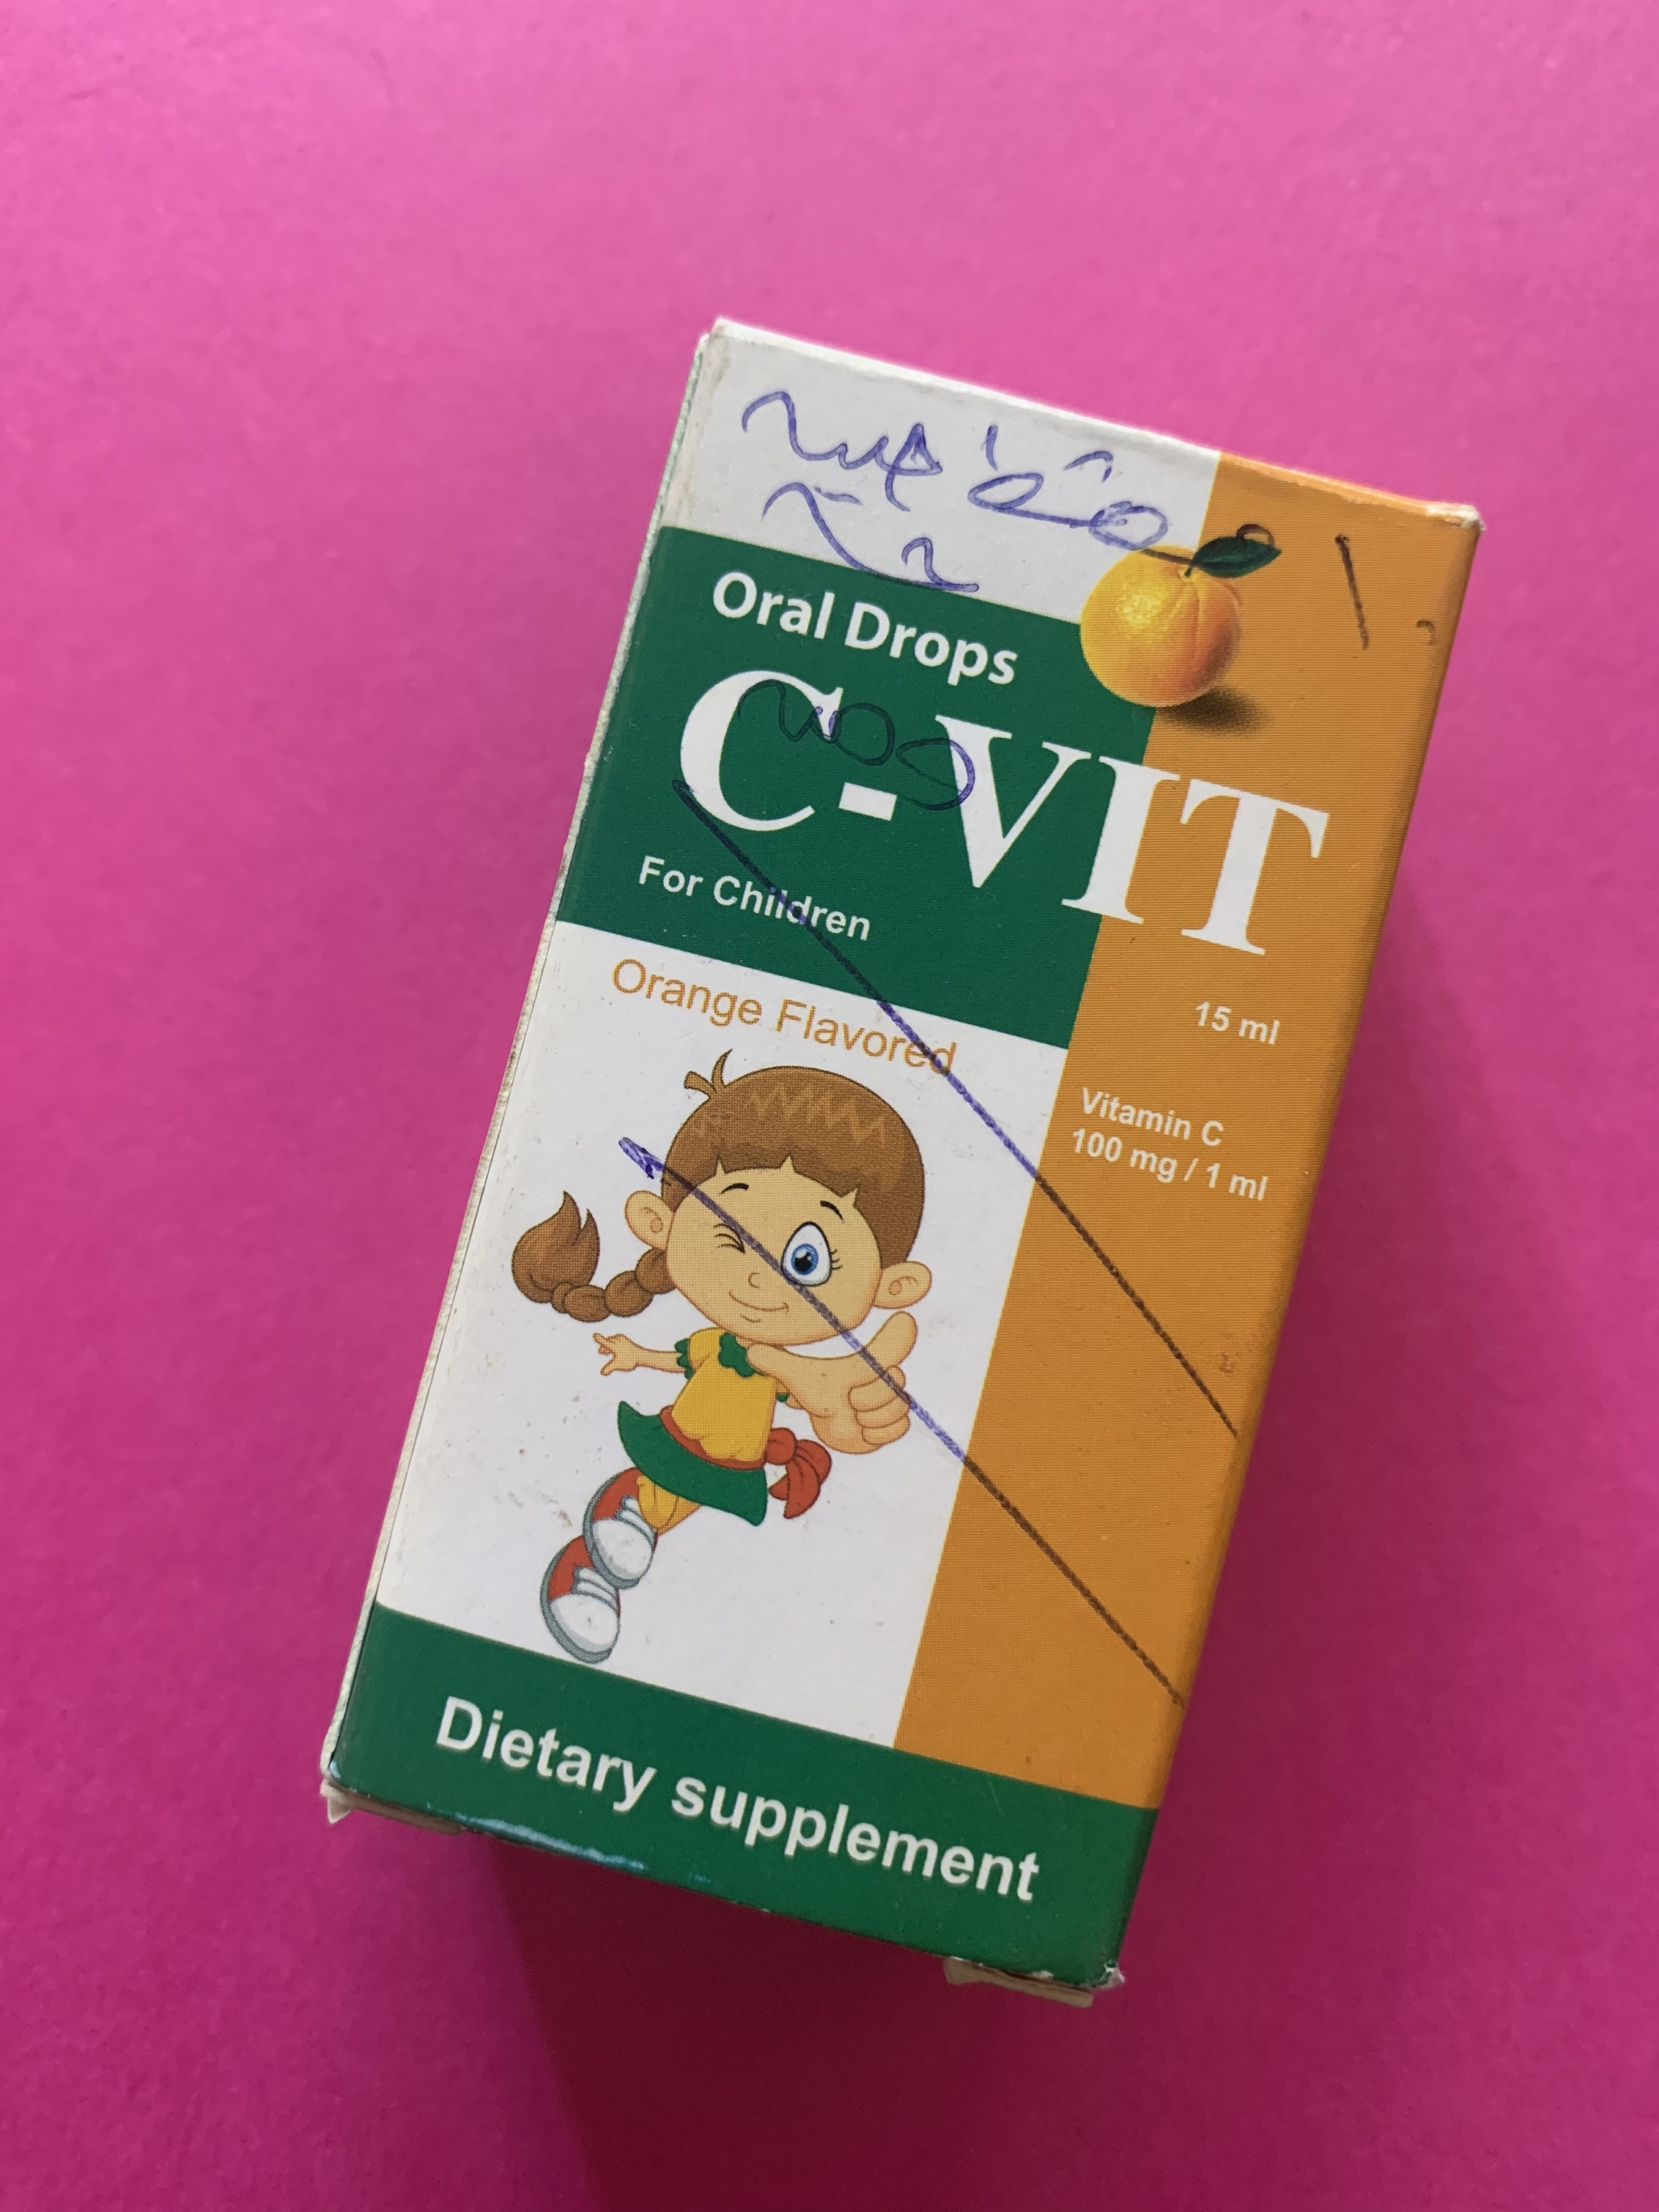 Oral Drops
C-VIT
For Children
Orange Flavored
15 ml
Vitamin C
100 mg / 1 ml
Dietary supplement